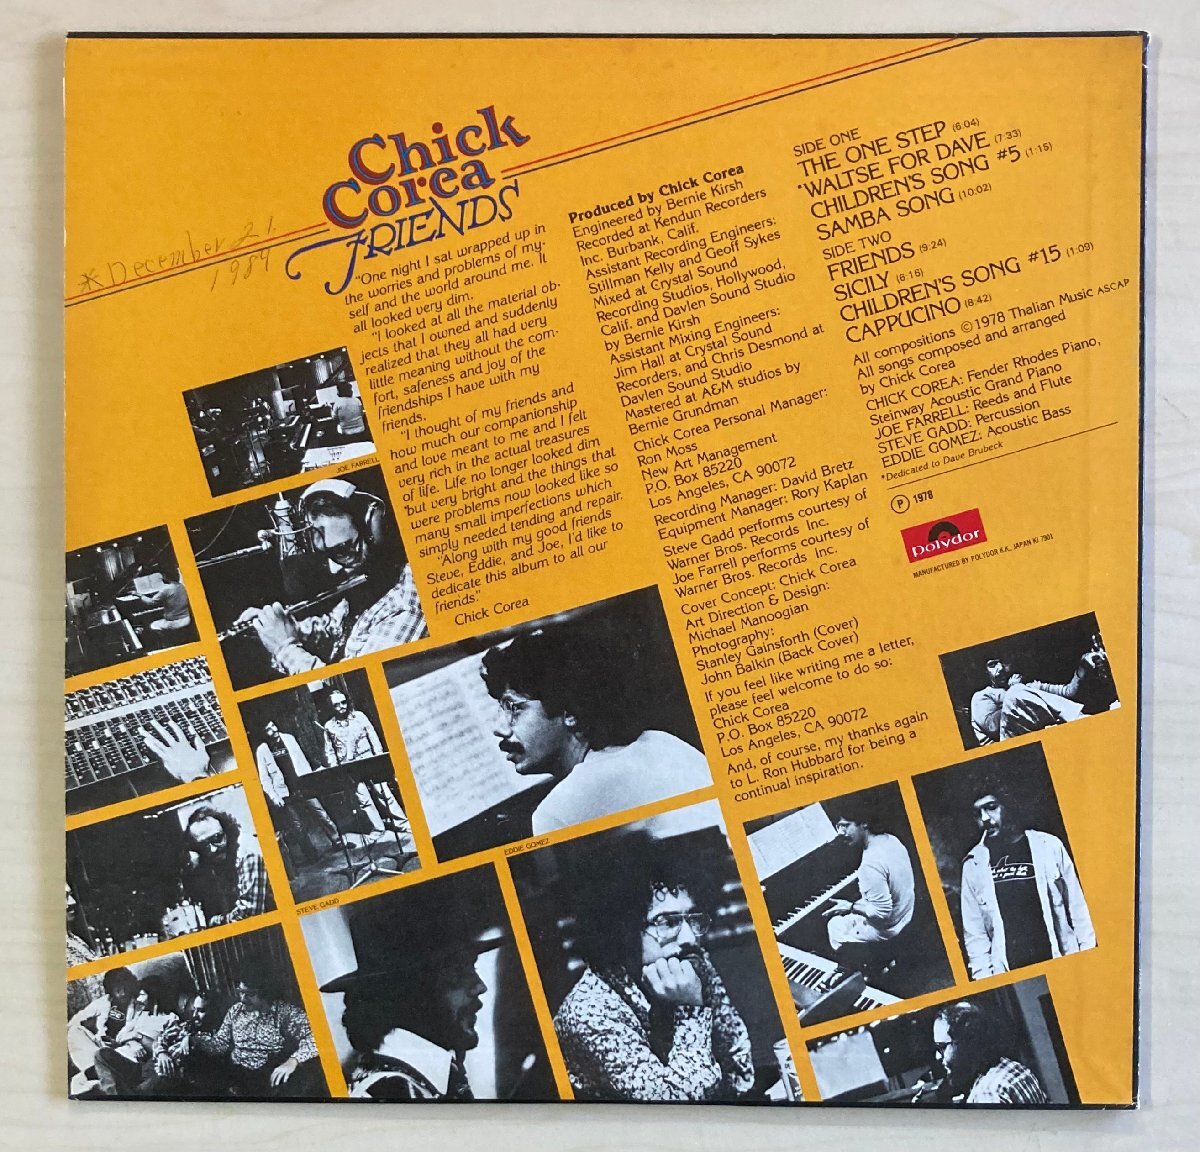 Chick
Corea
FRIENDS
*December 21,
1989
"One night I sat wrapped up in
the worries and problems of my-
self and the world around me. It
all looked very dim.
"I looked at all the material ob-
jects that I owned and suddenly
realized that they all had very
little meaning without the com-
fort, safeness and joy of the
friendships I have with my
friends.
"I thought of my friends and
how much our companionship
and love meant to me and I felt
very rich in the actual treasures
of life. Life no longer looked dim
but very bright and the things that
were problems now looked like so
many small imperfections which
simply needed tending and repair.
"Along with my good friends
Steve, Eddie, and Joe, I'd like to
dedicate this album to all our
friends."
Chick Corea
Produced by Chick Corea
Engineered by Bernie Kirsh
Recorded at Kendun Recorders
Inc. Burbank, Calif.
Assistant Recording Engineers:
Stillman Kelly and Geoff Sykes
Mixed at Crystal Sound
Recording Studios, Hollywood,
Calif. and Davlen Sound Studio
by Bernie Kirsh
Assistant Mixing Engineers:
Jim Hall at Crystal Sound
Recorders, and Chris Desmond at
Davlen Sound Studio
Mastered at A&M studios by
Bernie Grundman
Chick Corea Personal Manager:
Ron Moss
New Art Management
P.O. Box 85220
Los Angeles, CA 90072
Recording Manager: David Bretz
Equipment Manager: Rory Kaplan
Steve Gadd performs courtesy of
Warner Bros. Records Inc.
Joe Farrell performs courtesy of
Warner Bros. Records Inc.
Cover Concept: Chick Corea
Art Direction & Design:
Michael Manoogian
Photography:
Stanley Gainsforth (Cover)
John Balkin (Back Cover)
If you feel like writing me a letter,
please feel welcome to do so:
Chick Corea
P.O. Box 85220
Los Angeles, CA 90072
And, of course, my thanks again
to L. Ron Hubbard for being a
continual inspiration.
SIDE ONE
THE ONE STEP (6:04)
*WALTSE FOR DAVE (7:33)
CHILDREN'S SONG #5 (1:15)
SAMBA SONG (10:02)
SIDE TWO
FRIENDS (9:24)
SICILY (6:16)
CHILDREN'S SONG #15 (1:09)
CAPPUCINO (8:42)
All compositions ©1978 Thalian Music ASCAP
All songs composed and arranged
by Chick Corea
CHICK COREA: Fender Rhodes Piano,
Steinway Acoustic Grand Piano
JOE FARRELL: Reeds and Flute
STEVE GADD: Percussion
EDDIE GOMEZ: Acoustic Bass
*Dedicated to Dave Brubeck
Ⓟ 1978
Polydor
MANUFACTURED BY POLYDOR K.K., JAPAN KI 7901
JOE FARRELL
EDDIE GOMEZ
STEVE GADD